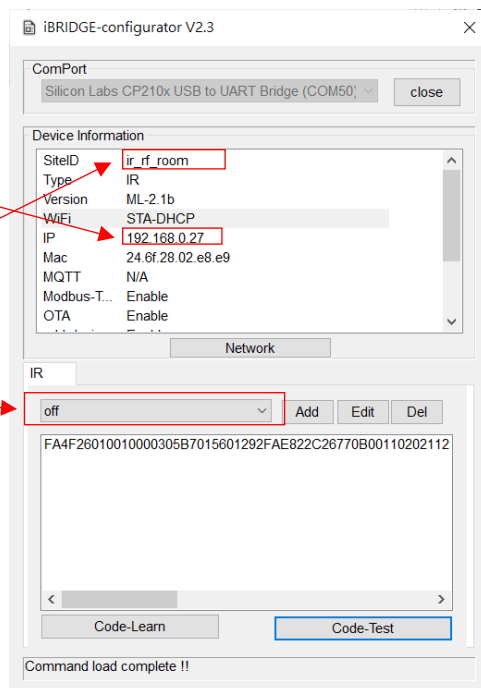 iBRIDGE-configurator V2.3
ComPort
Silicon Labs CP210x USB to UART Bridge (COM50)
close
Device Information
SiteID ir_rf_room
Type IR
Version ML-2.1b
WiFi STA-DHCP
IP 192.168.0.27
Mac 24.6f.28.02.e8.e9
MQTT N/A
Modbus-T... Enable
OTA Enable
Network
IR
off
Add Edit Del
FA4F26010010000305B7015601292FAE822C26770B00110202112
Code-Learn Code-Test
Command load complete !!